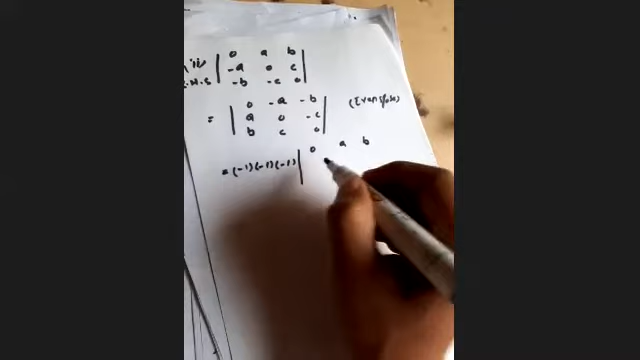 | 0 a b |
L.H.S | -a 0 c |
| -b -c 0 |
| 0 -a -b |
= | a 0 -c | (Transpose)
| b c 0 |
0 a b
= (-1)(-1)(-1) |